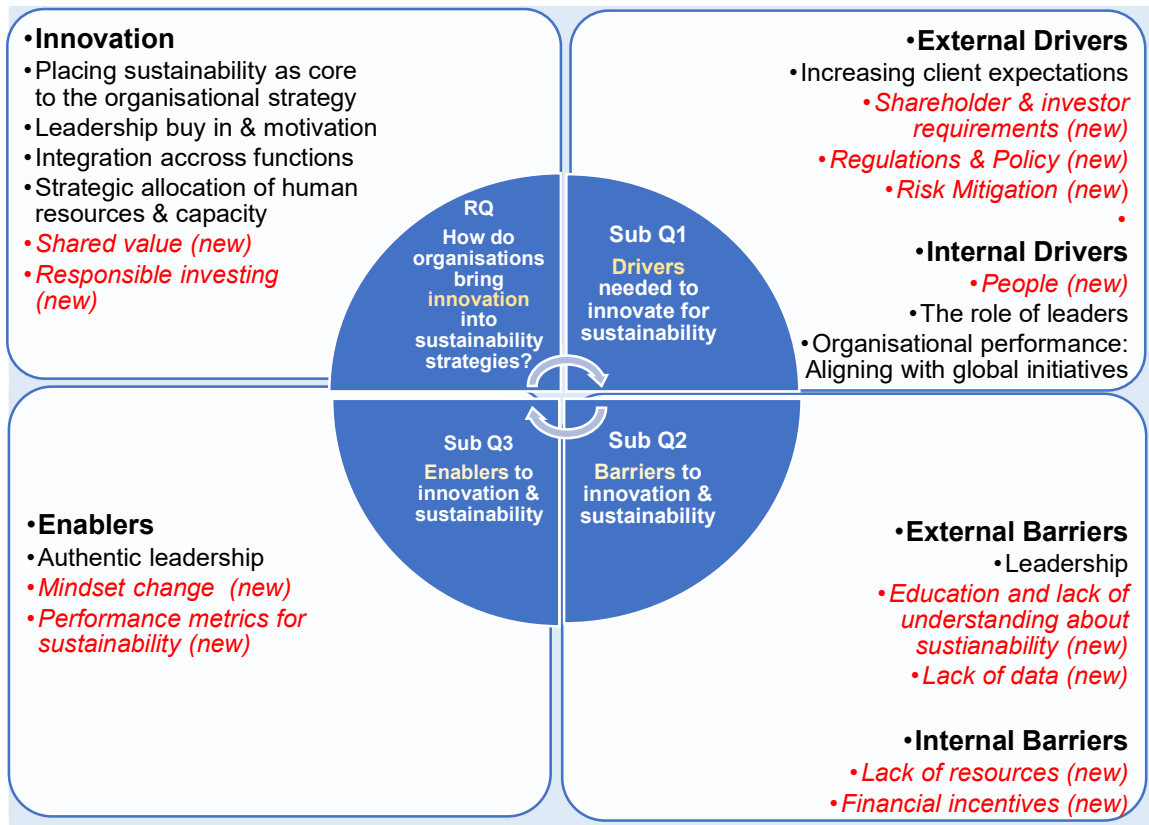 •Innovation
•Placing sustainability as core
to the organisational strategy
•Leadership buy in & motivation
•Integration accross functions
•Strategic allocation of human
resources & capacity
•Shared value (new)
•Responsible investing
(new)
•External Drivers
•Increasing client expectations
•Shareholder & investor
requirements (new)
•Regulations & Policy (new)
•Risk Mitigation (new)
•
•Internal Drivers
•People (new)
•The role of leaders
•Organisational performance:
Aligning with global initiatives
RQ
How do
organisations
bring
innovation
into
sustainability
strategies?
Sub Q1
Drivers
needed to
innovate for
sustainability
Sub Q3
Enablers to
innovation &
sustainability
Sub Q2
Barriers to
innovation &
sustainability
•Enablers
•Authentic leadership
•Mindset change (new)
•Performance metrics for
sustainability (new)
•External Barriers
•Leadership
•Education and lack of
understanding about
sustianability (new)
•Lack of data (new)
•Internal Barriers
•Lack of resources (new)
•Financial incentives (new)